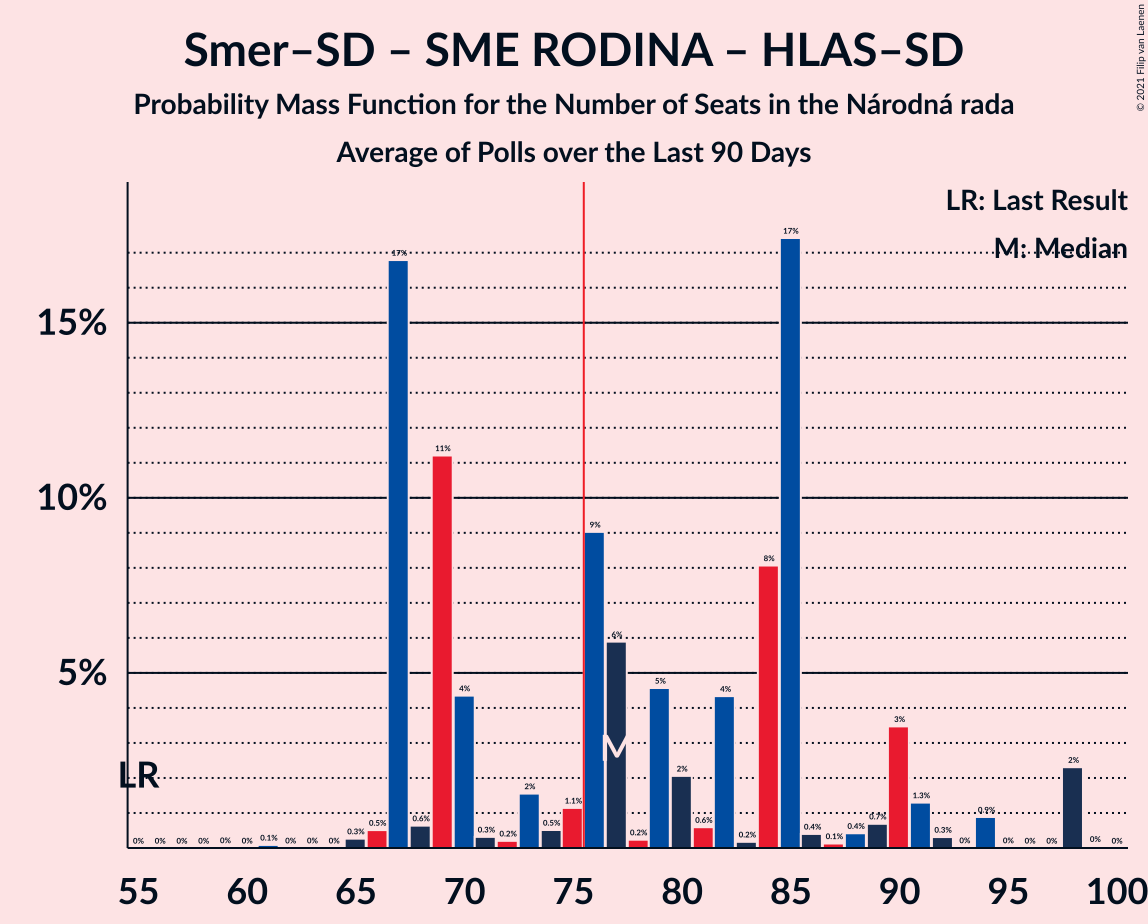 Smer–SD – SME RODINA – HLAS–SD
Probability Mass Function for the Number of Seats in the Národná rada
Average of Polls over the Last 90 Days
© 2021 Filip van Laenen
LR: Last Result
M: Median
15%
10%
5%
LR
M
0% 0% 0% 0% 0% 0% 0.1% 0% 0% 0% 0.3% 0.5% 17% 0.6% 11% 4% 0.3% 0.2% 2% 0.5% 1.1% 9% 6% 0.2% 5% 2% 0.6% 4% 0.2% 8% 17% 0.4% 0.1% 0.4% 0.7% 3% 1.3% 0.3% 0% 0.9% 0% 0% 0% 2% 0% 0%
55 60 65 70 75 80 85 90 95 100